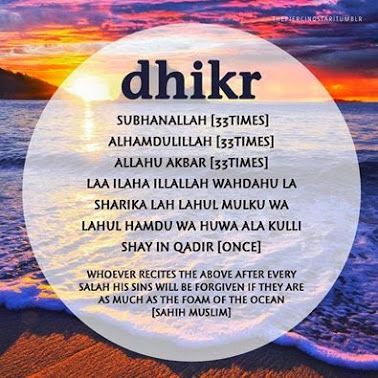 THEPIERCINGSTAR|TUMBLR
dhikr
SUBHANALLAH [33TIMES]
ALHAMDULILLAH [33TIMES]
ALLAHU AKBAR [33TIMES]
LAA ILAHA ILLALLAH WAHDAHU LA
SHARIKA LAH LAHUL MULKU WA
LAHUL HAMDU WA HUWA ALA KULLI
SHAY IN QADIR [ONCE]
WHOEVER RECITES THE ABOVE AFTER EVERY
SALAH HIS SINS WILL BE FORGIVEN IF THEY ARE
AS MUCH AS THE FOAM OF THE OCEAN
[SAHIH MUSLIM]